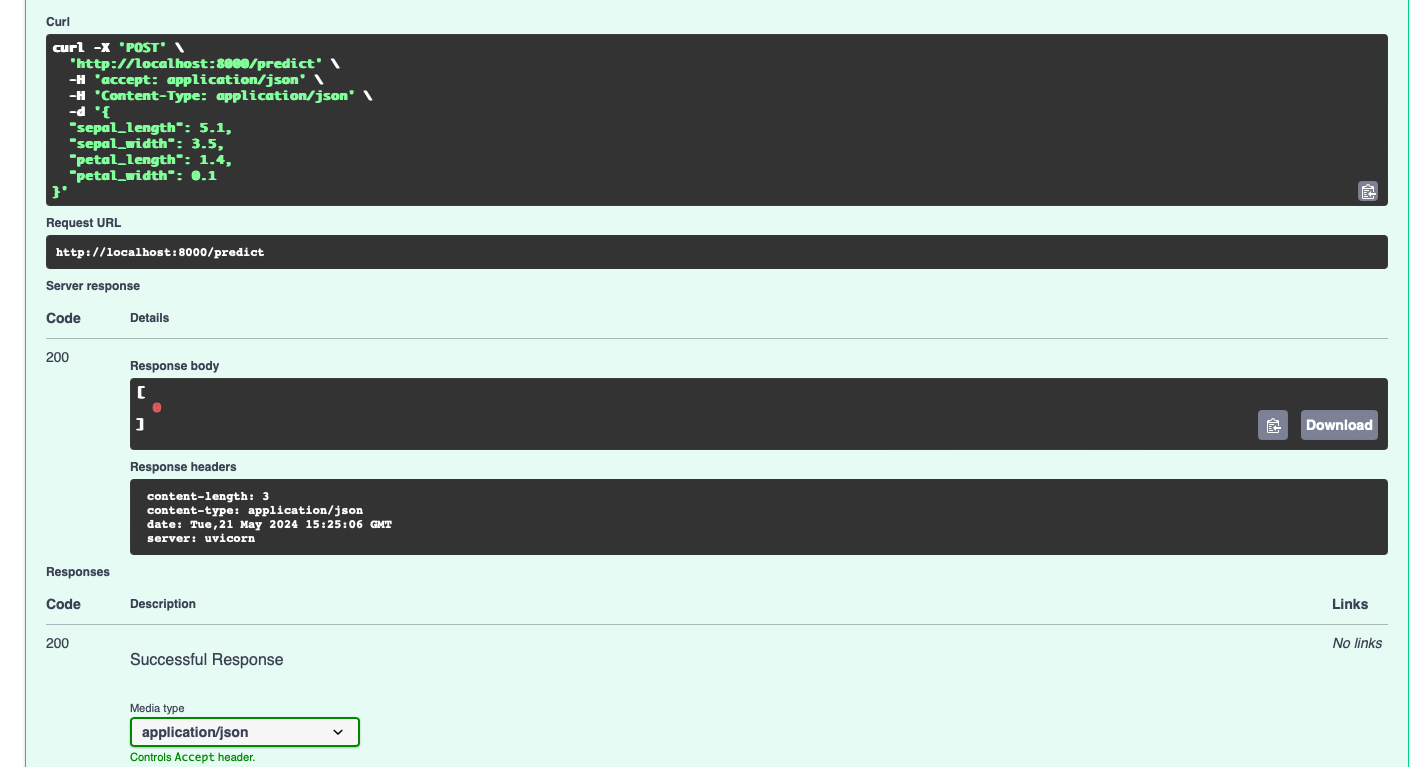 Curl
curl -X 'POST' \
'http://localhost:8000/predict' \
-H 'accept: application/json' \
-H 'Content-Type: application/json' \
-d '{
"sepal_length": 5.1,
"sepal_width": 3.5,
"petal_length": 1.4,
"petal_width": 0.1
}'
Request URL
http://localhost:8000/predict
Server response
Code Details
200
Response body
[
0
]
Download
Response headers
content-length: 3
content-type: application/json
date: Tue,21 May 2024 15:25:06 GMT
server: uvicorn
Responses
Code Description Links
200 No links
Successful Response
Media type
application/json
Controls Accept header.